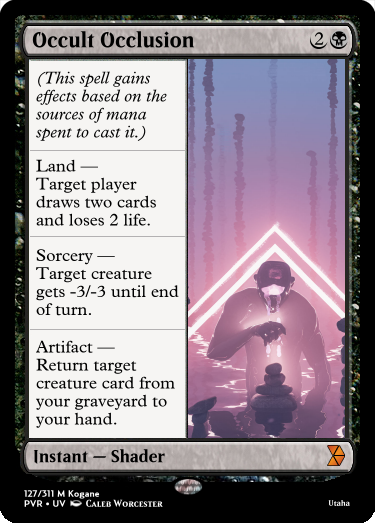 Occult Occlusion 2
(This spell gains
effects based on the
sources of mana
spent to cast it.)
Land —
Target player
draws two cards
and loses 2 life.
Sorcery —
Target creature
gets -3/-3 until end
of turn.
Artifact —
Return target
creature card from
your graveyard to
your hand.
Instant — Shader
127/311 M Kogane
PVR • UV Caleb Worcester
Utaha